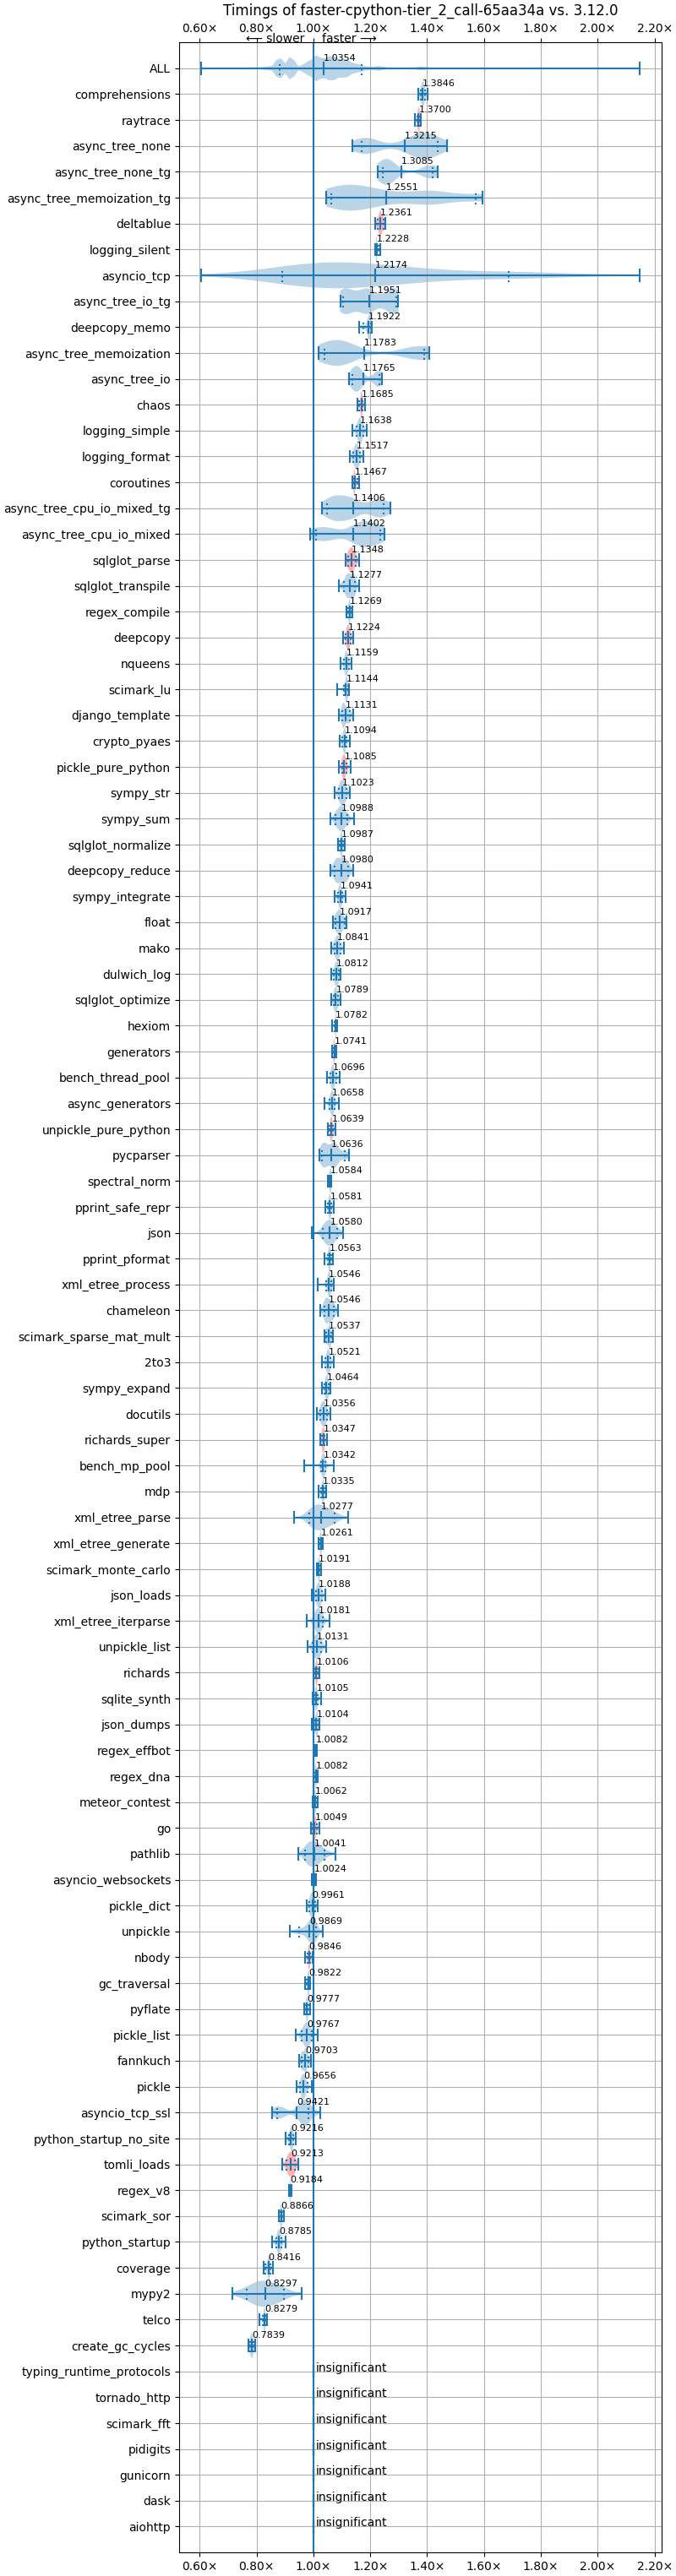 Timings of faster-cpython-tier_2_call-65aa34a vs. 3.12.0
0.60× 0.80× 1.00× 1.20× 1.40× 1.60× 1.80× 2.00× 2.20×
⟵ slower faster ⟶
ALL 1.0354
comprehensions 1.3846
raytrace 1.3700
async_tree_none 1.3215
async_tree_none_tg 1.3085
async_tree_memoization_tg 1.2551
deltablue 1.2361
logging_silent 1.2228
asyncio_tcp 1.2174
async_tree_io_tg 1.1951
deepcopy_memo 1.1922
async_tree_memoization 1.1783
async_tree_io 1.1765
chaos 1.1685
logging_simple 1.1638
logging_format 1.1517
coroutines 1.1467
async_tree_cpu_io_mixed_tg 1.1406
async_tree_cpu_io_mixed 1.1402
sqlglot_parse 1.1348
sqlglot_transpile 1.1277
regex_compile 1.1269
deepcopy 1.1224
nqueens 1.1159
scimark_lu 1.1144
django_template 1.1131
crypto_pyaes 1.1094
pickle_pure_python 1.1085
sympy_str 1.1023
sympy_sum 1.0988
sqlglot_normalize 1.0987
deepcopy_reduce 1.0980
sympy_integrate 1.0941
float 1.0917
mako 1.0841
dulwich_log 1.0812
sqlglot_optimize 1.0789
hexiom 1.0782
generators 1.0741
bench_thread_pool 1.0696
async_generators 1.0658
unpickle_pure_python 1.0639
pycparser 1.0636
spectral_norm 1.0584
pprint_safe_repr 1.0581
json 1.0580
pprint_pformat 1.0563
xml_etree_process 1.0546
chameleon 1.0546
scimark_sparse_mat_mult 1.0537
2to3 1.0521
sympy_expand 1.0464
docutils 1.0356
richards_super 1.0347
bench_mp_pool 1.0342
mdp 1.0335
xml_etree_parse 1.0277
xml_etree_generate 1.0261
scimark_monte_carlo 1.0191
json_loads 1.0188
xml_etree_iterparse 1.0181
unpickle_list 1.0131
richards 1.0106
sqlite_synth 1.0105
json_dumps 1.0104
regex_effbot 1.0082
regex_dna 1.0082
meteor_contest 1.0062
go 1.0049
pathlib 1.0041
asyncio_websockets 1.0024
pickle_dict 0.9961
unpickle 0.9869
nbody 0.9846
gc_traversal 0.9822
pyflate 0.9777
pickle_list 0.9767
fannkuch 0.9703
pickle 0.9656
asyncio_tcp_ssl 0.9421
python_startup_no_site 0.9216
tomli_loads 0.9213
regex_v8 0.9184
scimark_sor 0.8866
python_startup 0.8785
coverage 0.8416
mypy2 0.8297
telco 0.8279
create_gc_cycles 0.7839
typing_runtime_protocols insignificant
tornado_http insignificant
scimark_fft insignificant
pidigits insignificant
gunicorn insignificant
dask insignificant
aiohttp insignificant
0.60× 0.80× 1.00× 1.20× 1.40× 1.60× 1.80× 2.00× 2.20×